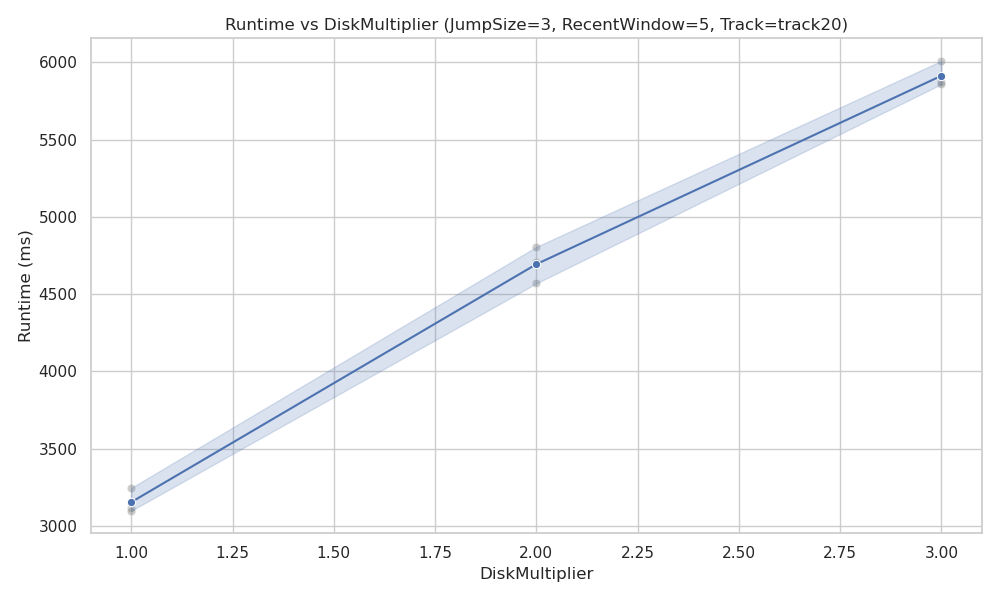 Runtime vs DiskMultiplier (JumpSize=3, RecentWindow=5, Track=track20)
Runtime (ms)
6000
5500
5000
4500
4000
3500
3000
1.00 1.25 1.50 1.75 2.00 2.25 2.50 2.75 3.00
DiskMultiplier